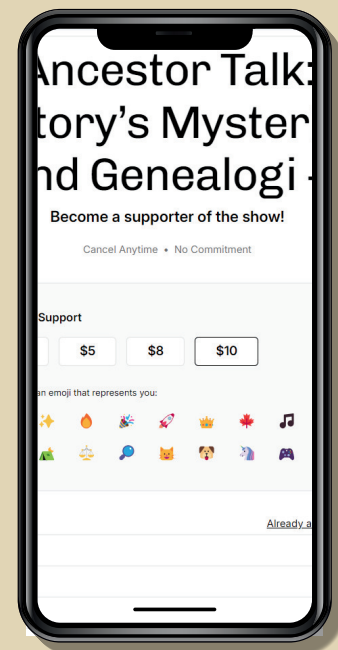 Ancestor Talk:
tory's Myster
nd Genealogi -
Become a supporter of the show!
Cancel Anytime • No Commitment
Support
$5 $8 $10
an emoji that represents you:
Already a